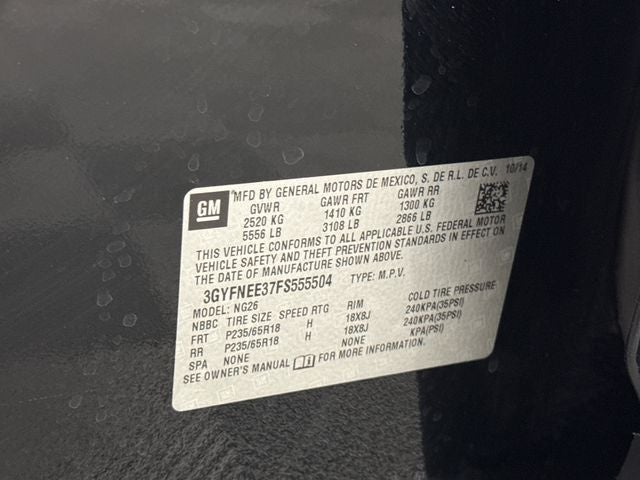 GM
MFD BY GENERAL MOTORS DE MEXICO, S. DE R.L. DE C.V. 10/14
GVWR GAWR FRT GAWR RR
2520 KG 1410 KG 1300 KG
5556 LB 3108 LB 2866 LB
THIS VEHICLE CONFORMS TO ALL APPLICABLE U.S. FEDERAL MOTOR
VEHICLE SAFETY AND THEFT PREVENTION STANDARDS IN EFFECT ON
THE DATE OF MANUFACTURE SHOWN ABOVE.
3GYFNEE37FS555504 TYPE: M.P.V.
MODEL: NG26
NBBC TIRE SIZE SPEED RTG RIM COLD TIRE PRESSURE
FRT P235/65R18 H 18X8J 240KPA(35PSI)
RR P235/65R18 H 18X8J 240KPA(35PSI)
SPA NONE NONE KPA(PSI)
SEE OWNER'S MANUAL FOR MORE INFORMATION.